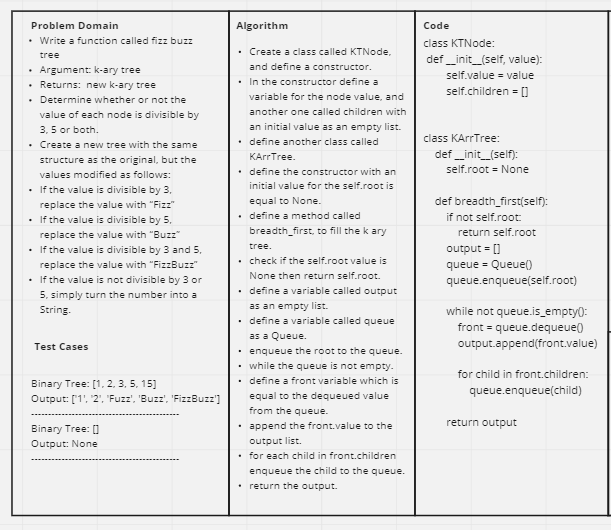 Problem Domain
• Write a function called fizz buzz
tree
• Argument: k-ary tree
• Returns: new k-ary tree
• Determine whether or not the
value of each node is divisible by
3, 5 or both.
• Create a new tree with the same
structure as the original, but the
values modified as follows:
• If the value is divisible by 3,
replace the value with “Fizz”
• If the value is divisible by 5,
replace the value with “Buzz”
• If the value is divisible by 3 and 5,
replace the value with “FizzBuzz”
• If the value is not divisible by 3 or
5, simply turn the number into a
String.
Test Cases
Binary Tree: [1, 2, 3, 5, 15]
Output: ['1', '2', 'Fuzz', 'Buzz', 'FizzBuzz']
--------------------------------------------
Binary Tree: []
Output: None
--------------------------------------------
Algorithm
• Create a class called KTNode,
and define a constructor.
• In the constructor define a
variable for the node value, and
another one called children with
an initial value as an empty list.
• define another class called
KArrTree.
• define the constructor with an
initial value for the self.root is
equal to None.
• define a method called
breadth_first, to fill the k ary
tree.
• check if the self.root value is
None then return self.root.
• define a variable called output
as an empty list.
• define a variable called queue
as a Queue.
• enqueue the root to the queue.
• while the queue is not empty.
• define a front variable which is
equal to the dequeued value
from the queue.
• append the front.value to the
output list.
• for each child in front.children
enqueue the child to the queue.
• return the output.
Code
class KTNode:
def __init__(self, value):
self.value = value
self.children = []
class KArrTree:
def __init__(self):
self.root = None
def breadth_first(self):
if not self.root:
return self.root
output = []
queue = Queue()
queue.enqueue(self.root)
while not queue.is_empty():
front = queue.dequeue()
output.append(front.value)
for child in front.children:
queue.enqueue(child)
return output